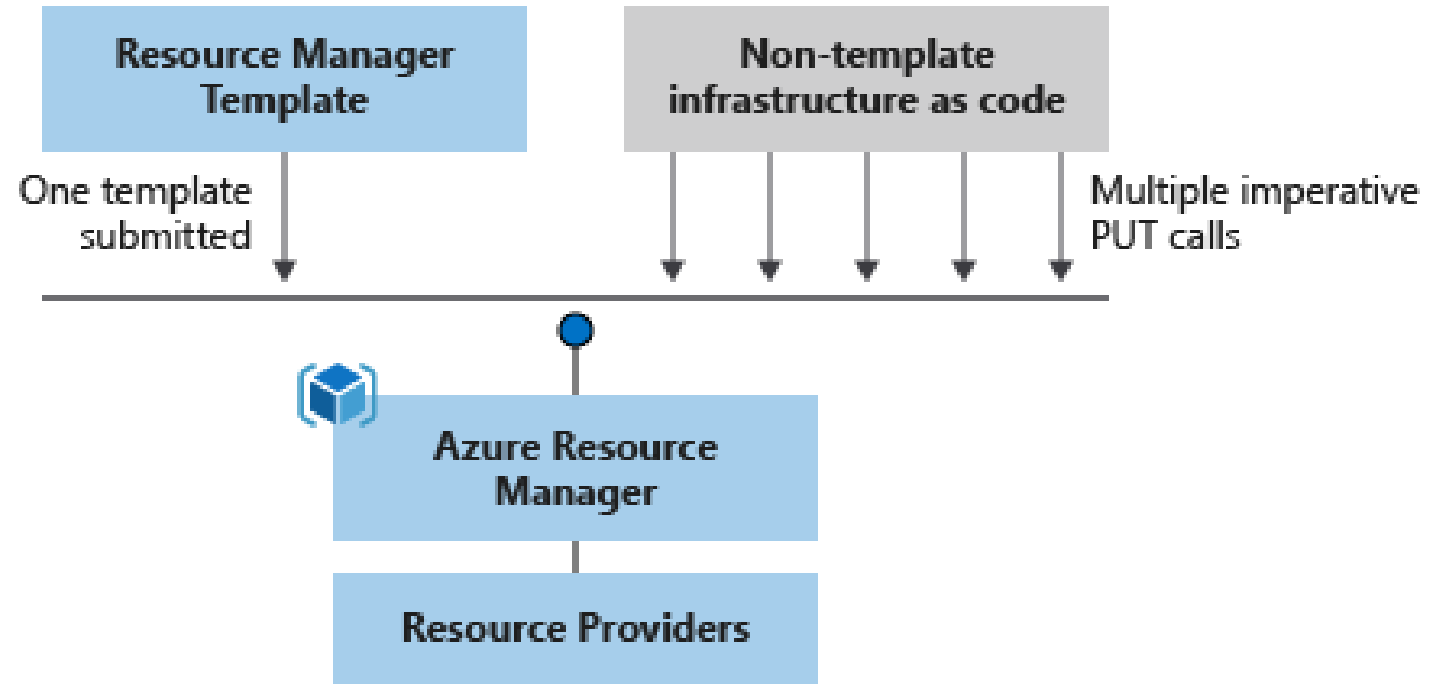 Resource Manager
Template
Non-template
infrastructure as code
One template
submitted
Multiple imperative
PUT calls
Azure Resource
Manager
Resource Providers